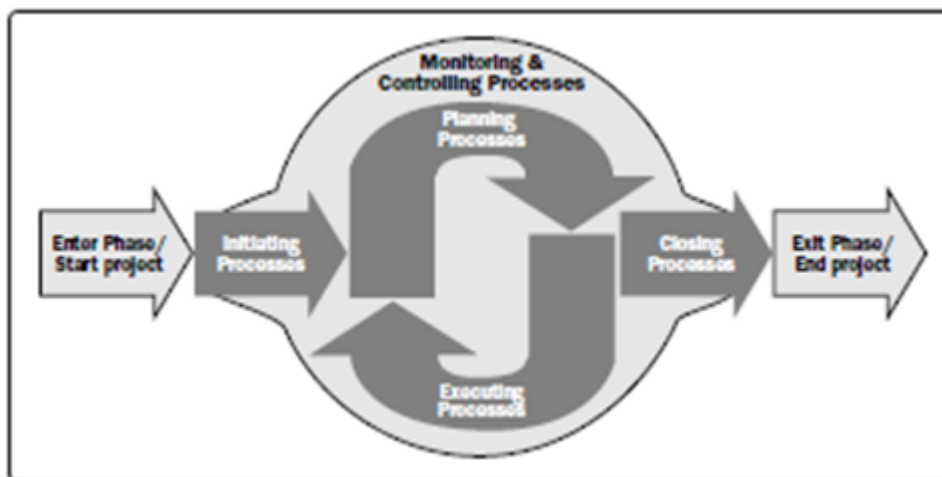 Monitoring &
Controlling Processes
Planning
Processes
Enter Phase/
Start project
Initiating
Processes
Closing
Processes
Exit Phase/
End project
Executing
Processes